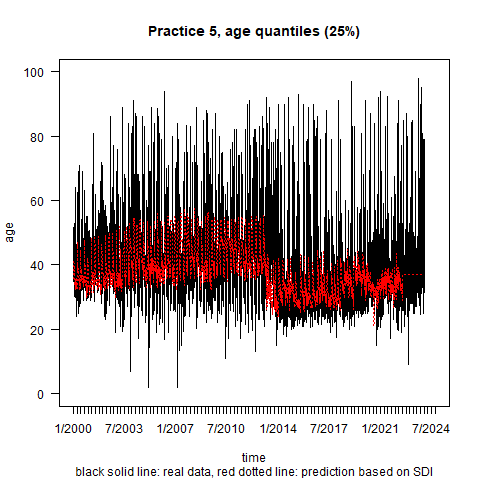 Practice 5, age quantiles (25%)
100
80
60
40
20
0
age
1/2000 7/2003 1/2007 7/2010 1/2014 7/2017 1/2021 7/2024
time
black solid line: real data, red dotted line: prediction based on SDI